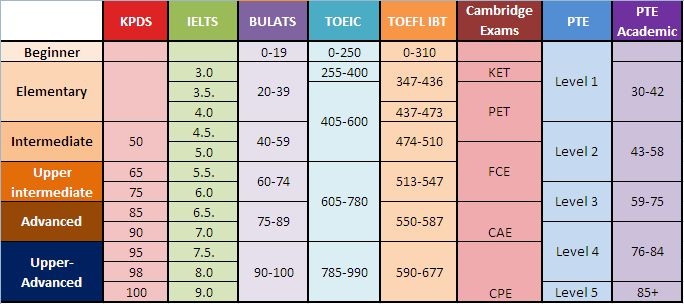 KPDS IELTS BULATS TOEIC TOEFL IBT Cambridge Exams PTE PTE Academic
Beginner 0-19 0-250 0-310
Elementary 3.0 20-39 255-400 347-436 KET Level 1 30-42
3.5. 405-600 PET
4.0 437-473
Intermediate 50 4.5. 40-59 474-510 Level 2 43-58
5.0 FCE
Upper intermediate 65 5.5. 60-74 605-780 513-547
75 6.0 Level 3 59-75
Advanced 85 6.5. 75-89 550-587 CAE
90 7.0 Level 4 76-84
Upper-Advanced 95 7.5. 90-100 785-990 590-677 CPE
98 8.0
100 9.0 Level 5 85+